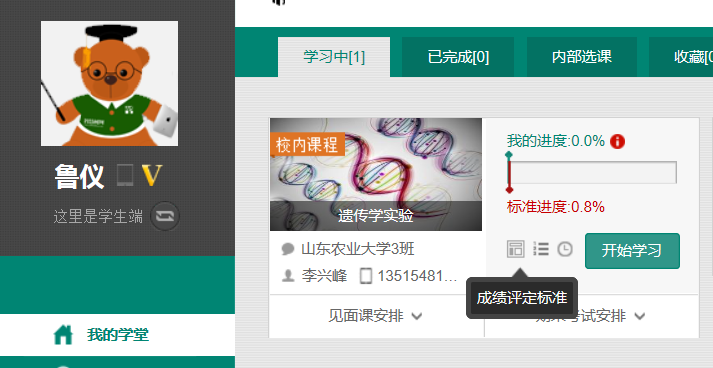 学习中[1]
已完成[0]
内部选课
收藏[0
鲁仪
V
这里是学生端
我的学堂
校内课程
遗传学实验
山东农业大学3班
李兴峰
13515481...
我的进度:0.0%
标准进度:0.8%
开始学习
成绩评定标准
见面课安排
期末考试安排